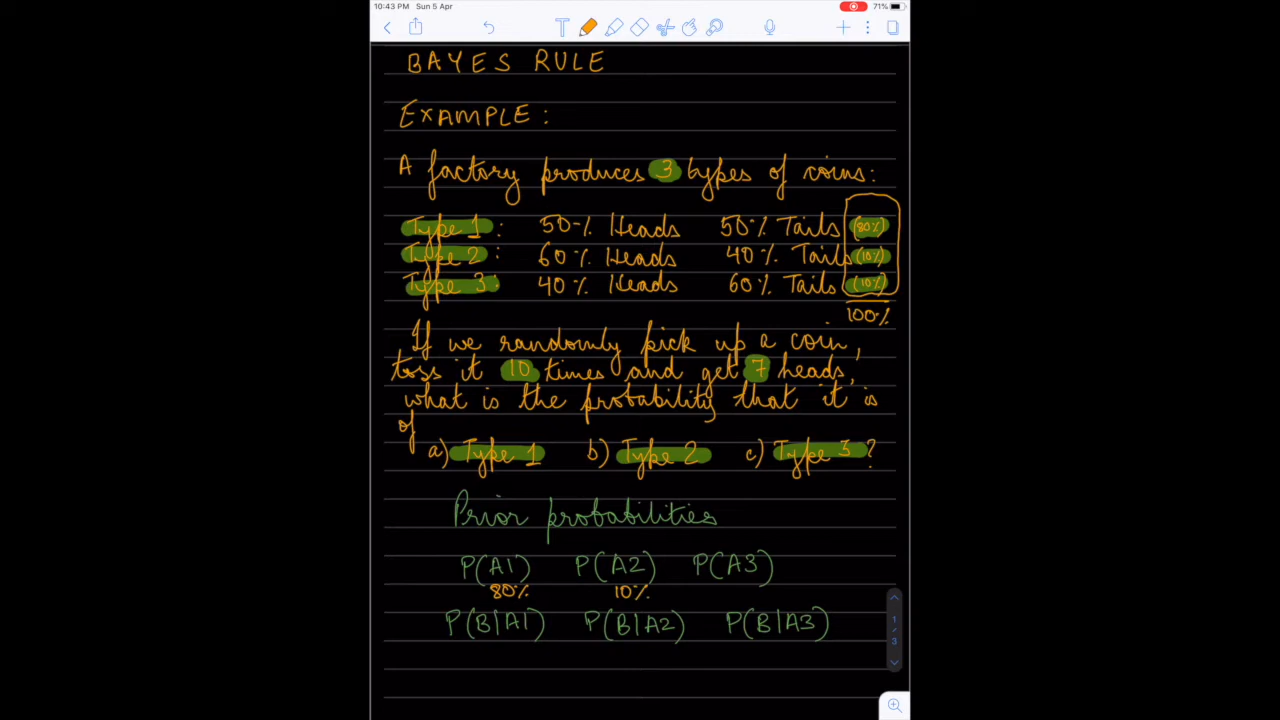 10:43 PM Sun 5 Apr 71%
BAYES RULE
EXAMPLE:
A factory produces 3 types of coins:
Type 1: 50% Heads 50% Tails (80%)
Type 2: 60% Heads 40% Tails (10%)
Type 3: 40% Heads 60% Tails (10%)
100%
If we randomly pick up a coin,
toss it 10 times and get 7 heads,
what is the probability that it is
of
a) Type 1 b) Type 2 c) Type 3?
Prior probabilities
P(A1) P(A2) P(A3)
80% 10%
P(B|A1) P(B|A2) P(B|A3)
1
/
3